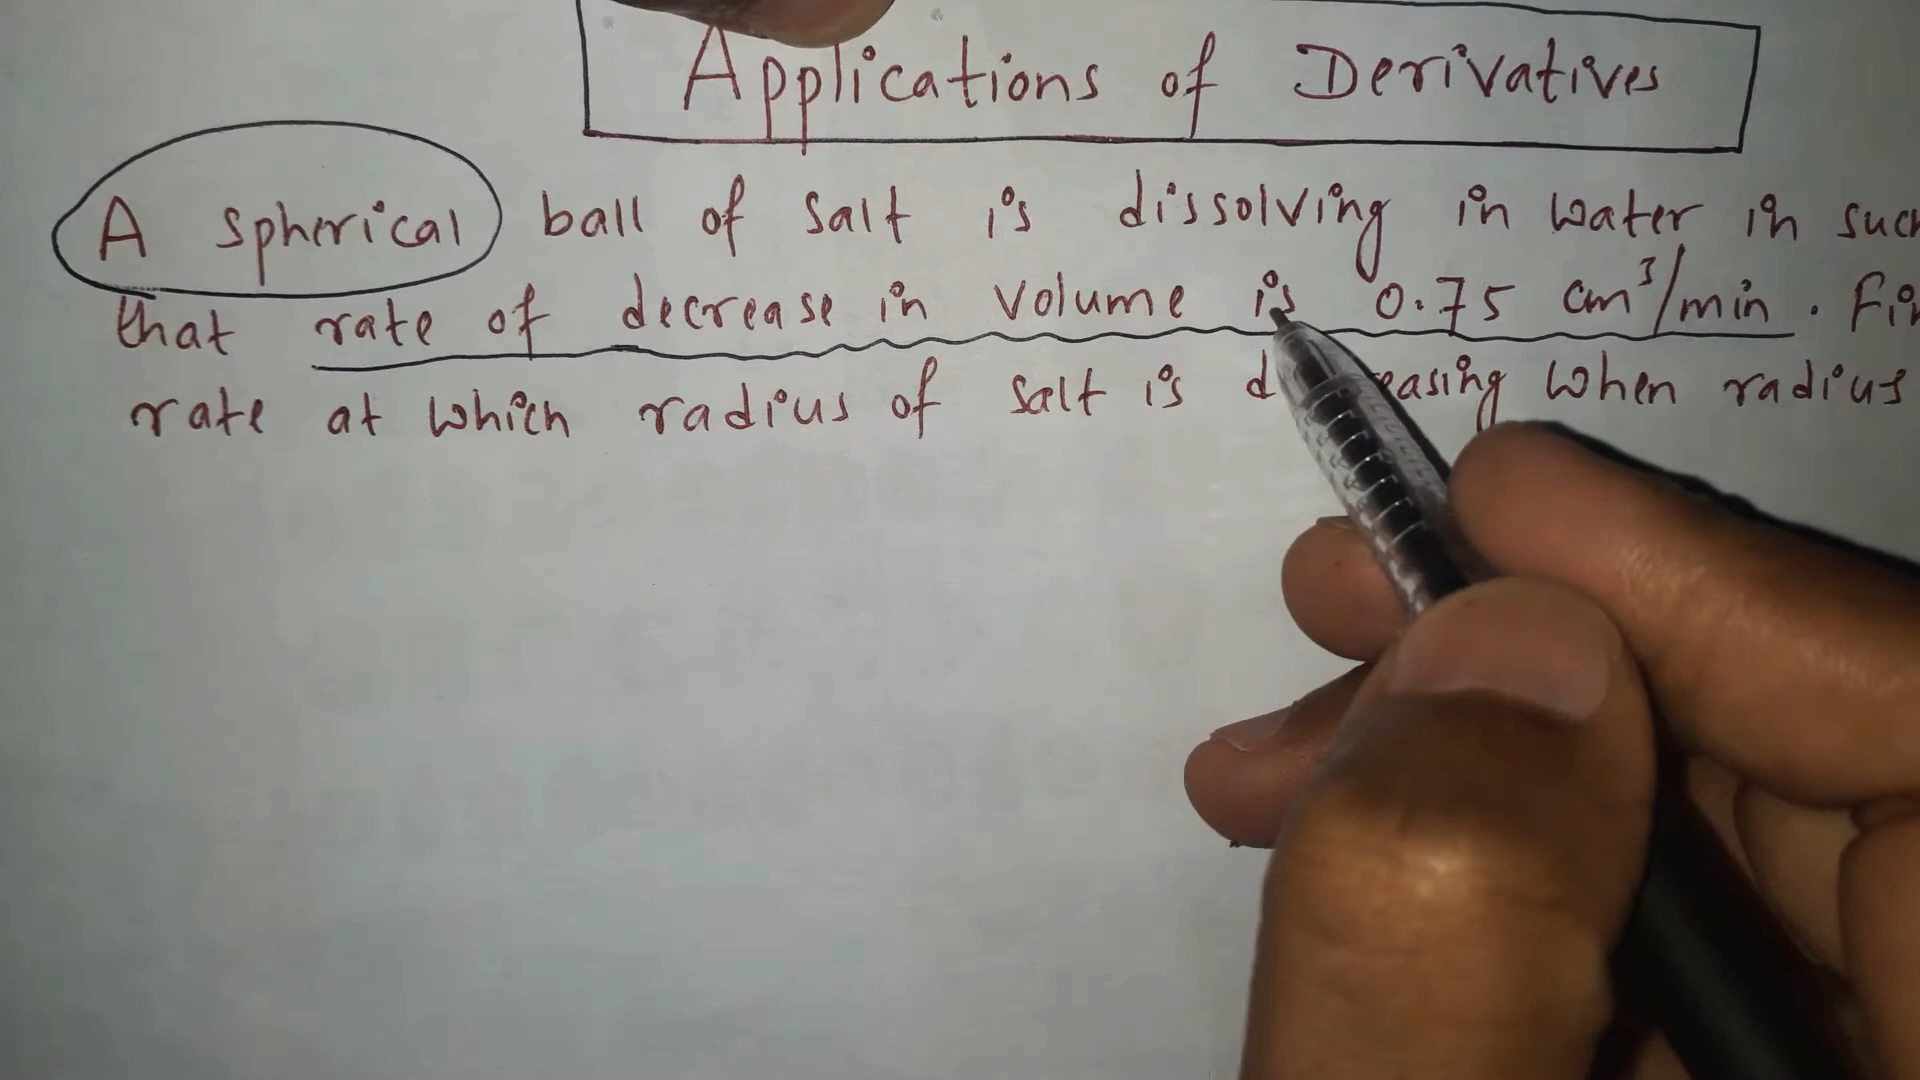 Applications of Derivatives
A spherical ball of salt is dissolving in water in such
that rate of decrease in volume is 0.75 cm³/min.
rate at which radius of salt is when radius